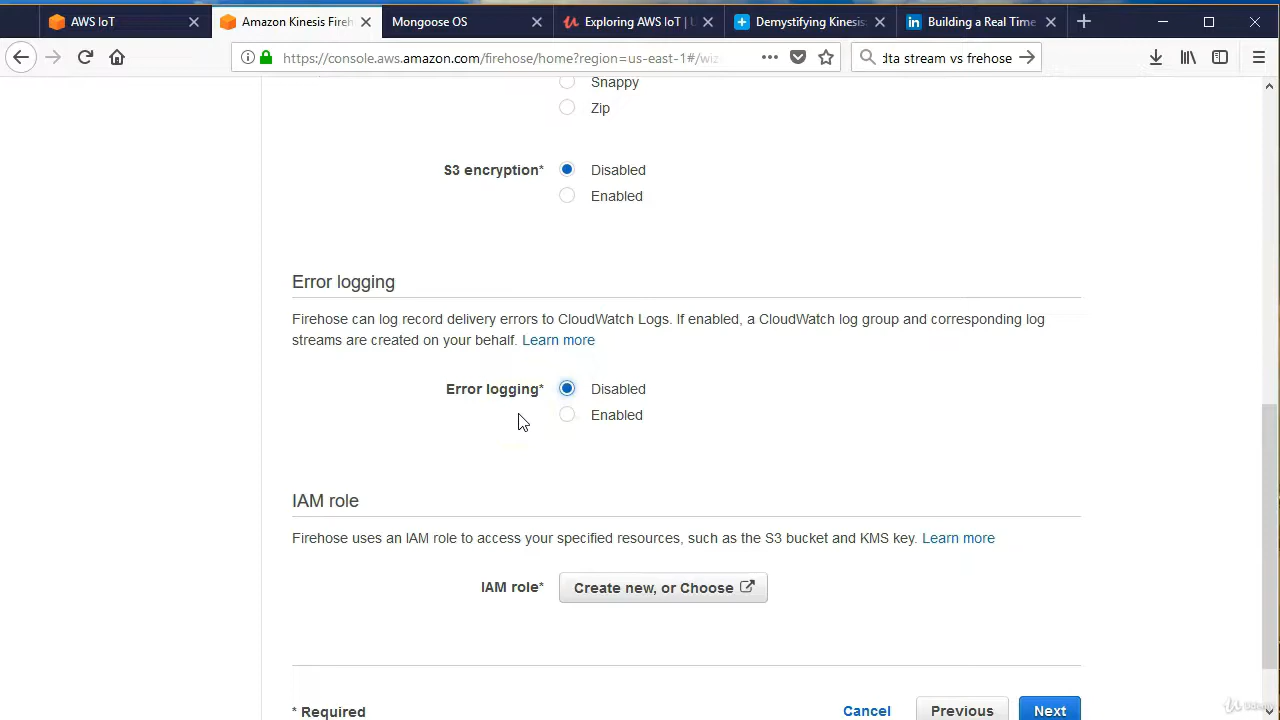 AWS IoT
Amazon Kinesis Fireh
Mongoose OS
Exploring AWS IoT | U
Demystifying Kinesis
Building a Real Time
https://console.aws.amazon.com/firehose/home?region=us-east-1#/wiz
dta stream vs firehose
Snappy
Zip
S3 encryption*
Disabled
Enabled
Error logging
Firehose can log record delivery errors to CloudWatch Logs. If enabled, a CloudWatch log group and corresponding log
streams are created on your behalf. Learn more
Error logging*
Disabled
Enabled
IAM role
Firehose uses an IAM role to access your specified resources, such as the S3 bucket and KMS key. Learn more
IAM role*
Create new, or Choose
* Required
Cancel
Previous
Next
Udemy